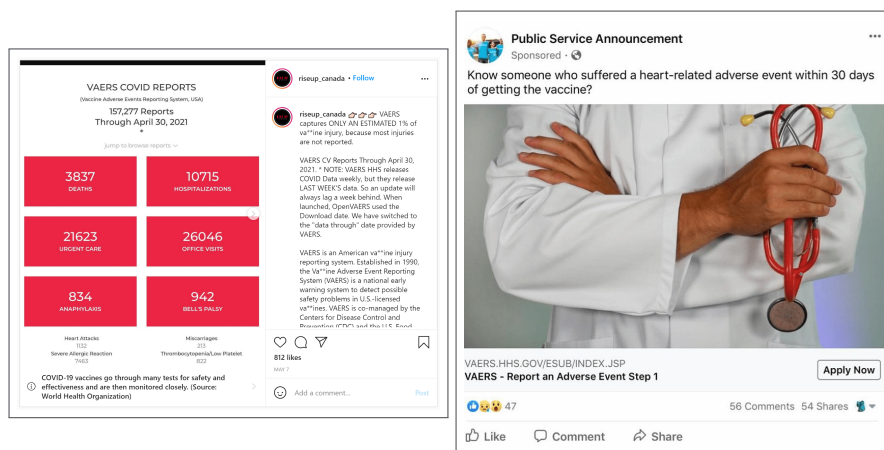 VAERS COVID REPORTS
(Vaccine Adverse Events Reporting System, USA)
157,277 Reports
Through April 30, 2021
*
jump to browse reports
3837
DEATHS
10715
HOSPITALIZATIONS
21623
URGENT CARE
26046
OFFICE VISITS
834
ANAPHYLAXIS
942
BELL'S PALSY
Heart Attacks
1132
Miscarriages
213
Severe Allergic Reaction
7463
Thrombocytopenia/Low Platelet
822
COVID-19 vaccines go through many tests for safety and
effectiveness and are then monitored closely. (Source:
World Health Organization)
riseup_canada • Follow
riseup_canada VAERS
captures ONLY AN ESTIMATED 1% of
va**ine injury, because most injuries
are not reported.
VAERS CV Reports Through April 30,
2021. * NOTE: VAERS HHS releases
COVID Data weekly, but they release
LAST WEEK'S data. So an update will
always lag a week behind. When
launched, OpenVAERS used the
Download date. We have switched to
the "data through" date provided by
VAERS.
VAERS is an American va**ine injury
reporting system. Established in 1990,
the Va**ine Adverse Event Reporting
System (VAERS) is a national early
warning system to detect possible
safety problems in U.S.-licensed
va**ines. VAERS is co-managed by the
Centers for Disease Control and
Prevention (CDC) and the U.S. Food
812 likes
MAY 7
Add a comment...
Post
Public Service Announcement
Sponsored ·
Know someone who suffered a heart-related adverse event within 30 days
of getting the vaccine?
VAERS.HHS.GOV/ESUB/INDEX.JSP
VAERS - Report an Adverse Event Step 1
Apply Now
47
56 Comments 54 Shares
Like
Comment
Share